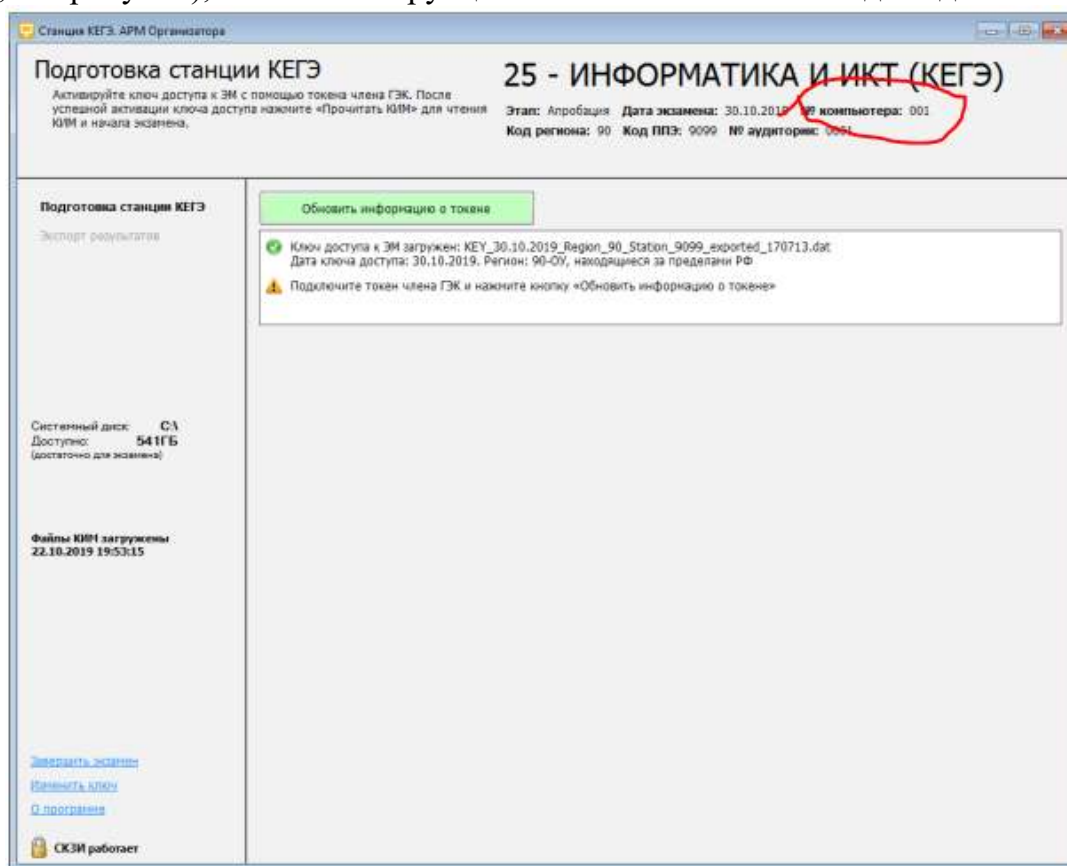 Станция КЕГЭ. АРМ Организатора
Подготовка станции КЕГЭ
Активируйте ключ доступа к ЭМ с помощью токена члена ГЭК. После
успешной активации ключа доступа нажмите «Прочитать КИМ» для чтения
КИМ и начала экзамена.
25 - ИНФОРМАТИКА И ИКТ (КЕГЭ)
Этап: Апробация Дата экзамена: 30.10.2019 № компьютера: 001
Код региона: 90 Код ППЭ: 9099 № аудитории: 0001
Подготовка станции КЕГЭ
Экспорт результатов
Обновить информацию о токене
Ключ доступа к ЭМ загружен: KEY_30.10.2019_Region_90_Station_9099_exported_170713.dat
Дата ключа доступа: 30.10.2019. Регион: 90-ОУ, находящиеся за пределами РФ
Подключите токен члена ГЭК и нажмите кнопку «Обновить информацию о токене»
Системный диск: C:\
Доступно: 541ГБ
(достаточно для экзамена)
Файлы КИМ загружены
22.10.2019 19:53:15
Завершить экзамен
Изменить ключ
О программе
СКЗИ работает